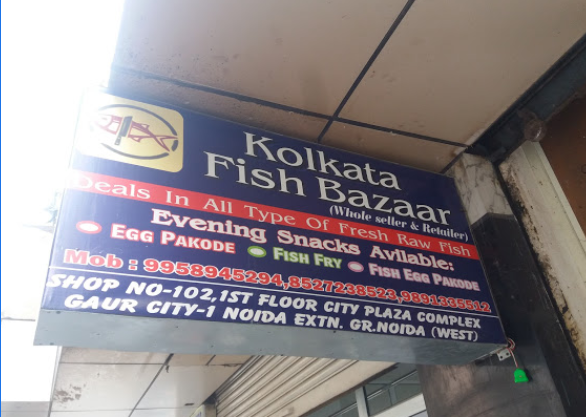 Kolkata
Fish Bazaar
(Whole seller & Retailer)
Deals In All Type Of Fresh Raw Fish
Evening Snacks Avilable:
EGG PAKODE FISH FRY FISH EGG PAKODE
Mob : 9958945294,8527238523,9891335512
SHOP NO-102,1ST FLOOR CITY PLAZA COMPLEX
GAUR CITY-1 NOIDA EXTN. GR.NOIDA (WEST)